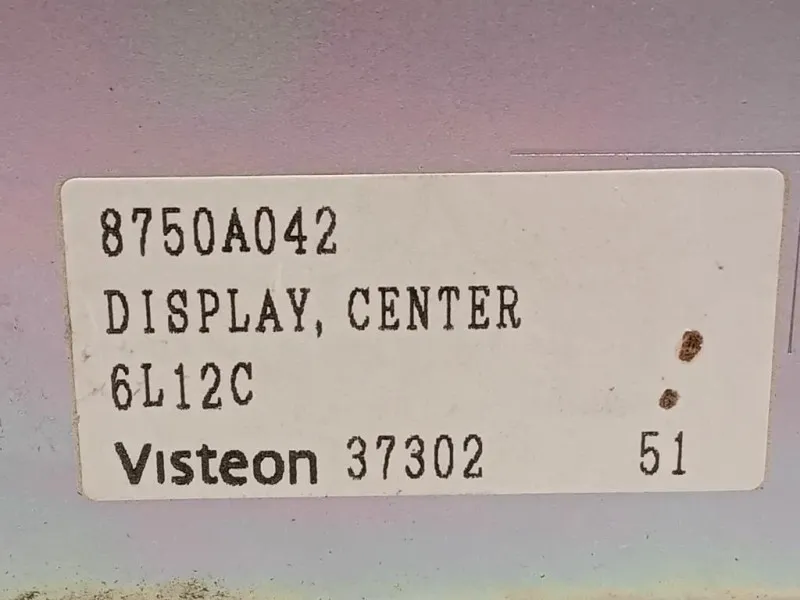 8750A042
DISPLAY, CENTER
6L12C
Visteon 37302 51